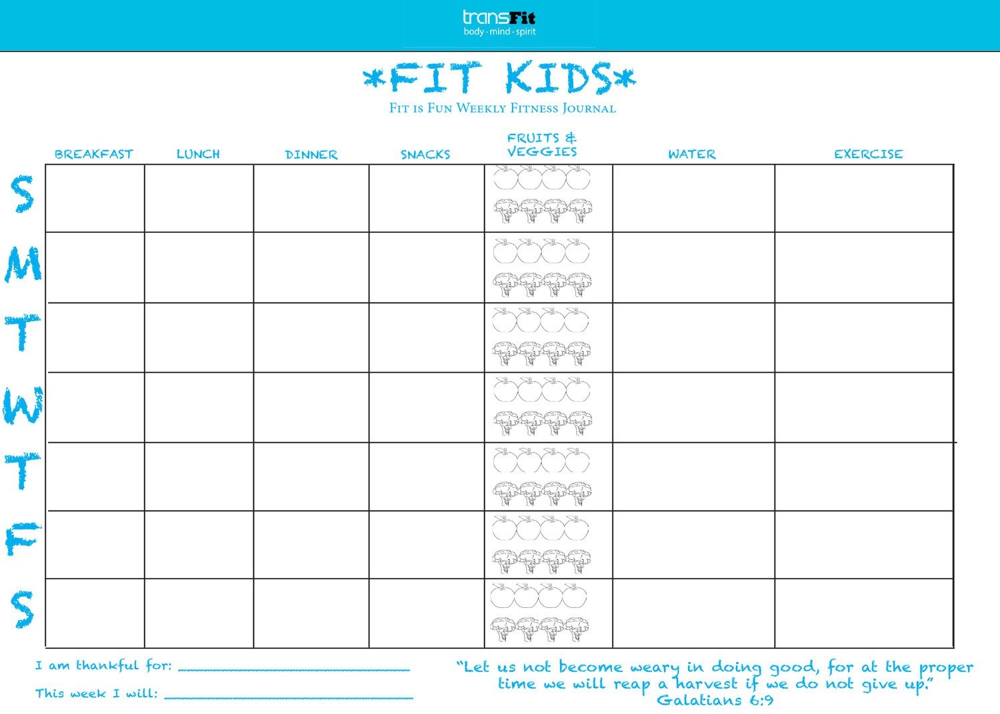 transFit
body · mind · spirit
*FIT KIDS*
Fit is Fun Weekly Fitness Journal
FRUITS &
VEGGIES
BREAKFAST LUNCH DINNER SNACKS WATER EXERCISE
S
M
T
W
T
F
S
I am thankful for:
This week I will:
"Let us not become weary in doing good, for at the proper
time we will reap a harvest if we do not give up."
Galatians 6:9